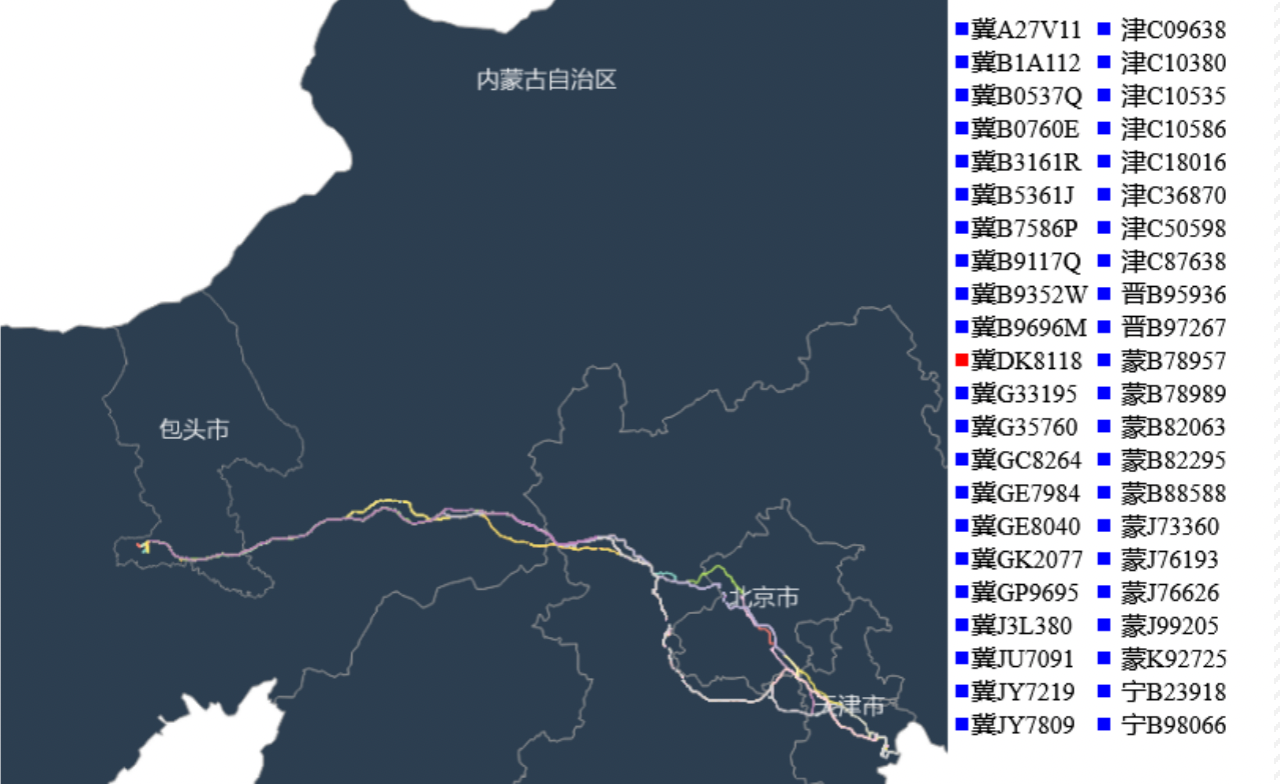 内蒙古自治区
包头市
北京市
天津市
冀A27V11 津C09638
冀B1A112 津C10380
冀B0537Q 津C10535
冀B0760E 津C10586
冀B3161R 津C18016
冀B5361J 津C36870
冀B7586P 津C50598
冀B9117Q 津C87638
冀B9352W 晋B95936
冀B9696M 晋B97267
冀DK8118 蒙B78957
冀G33195 蒙B78989
冀G35760 蒙B82063
冀GC8264 蒙B82295
冀GE7984 蒙B88588
冀GE8040 蒙J73360
冀GK2077 蒙J76193
冀GP9695 蒙J76626
冀J3L380 蒙J99205
冀JU7091 蒙K92725
冀JY7219 宁B23918
冀JY7809 宁B98066